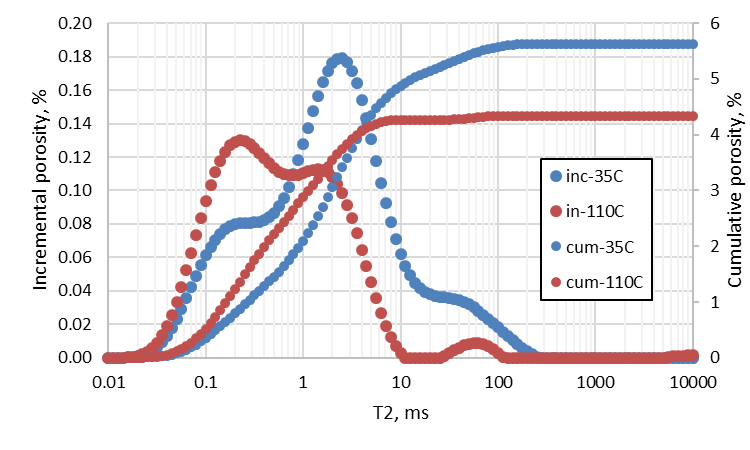 Incremental porosity, %
0.20
0.18
0.16
0.14
0.12
0.10
0.08
0.06
0.04
0.02
0.00
6
5
4
3
2
1
0
Cumulative porosity, %
inc-35C
in-110C
cum-35C
cum-110C
0.01 0.1 1 10 100 1000 10000
T2, ms